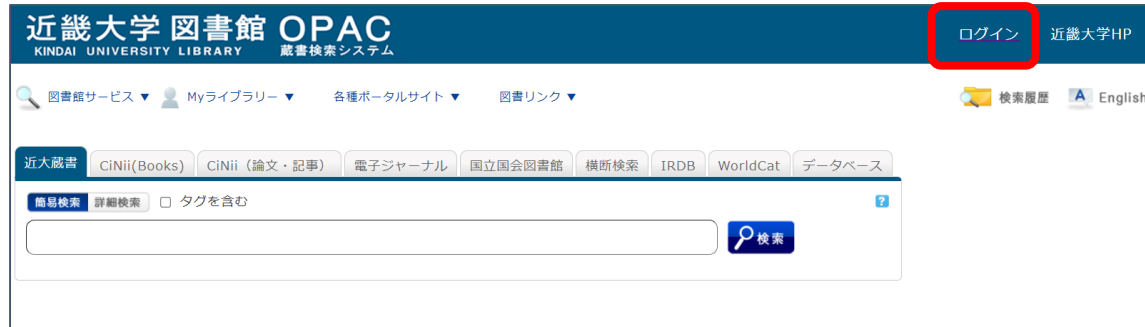 近畿大学 図書館 OPAC
KINDAI UNIVERSITY LIBRARY 蔵書検索システム
ログイン 近畿大学HP
図書館サービス ▼ Myライブラリー ▼ 各種ポータルサイト ▼ 図書リンク ▼ 検索履歴 A English
近大蔵書 CiNii(Books) CiNii(論文・記事) 電子ジャーナル 国立国会図書館 横断検索 IRDB WorldCat データベース
簡易検索 詳細検索 タグを含む ?
検索